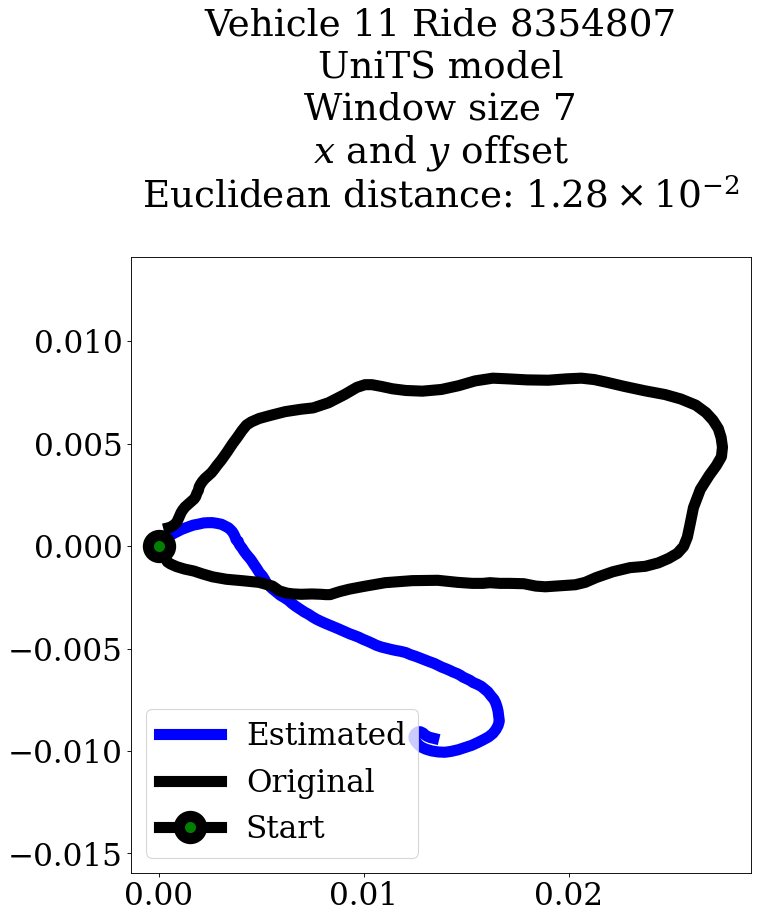 Vehicle 11 Ride 8354807
UniTS model
Window size 7
x and y offset
Euclidean distance: 1.28 × 10⁻²
0.010
0.005
0.000
−0.005
−0.010
−0.015
Estimated
Original
Start
0.00 0.01 0.02